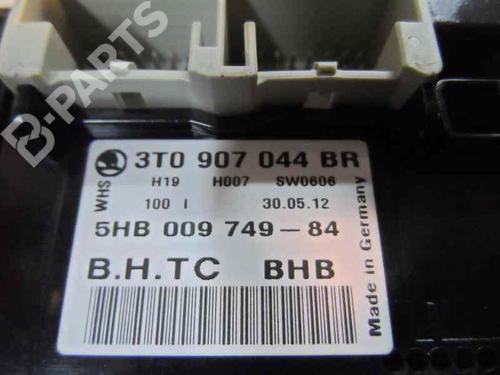 B-PARTS
WHS
3T0 907 044 BR
H19 H007 SW0606
100 I 30.05.12
5HB 009 749-84
B.H.TC BHB
Made in Germany
B-PARTS